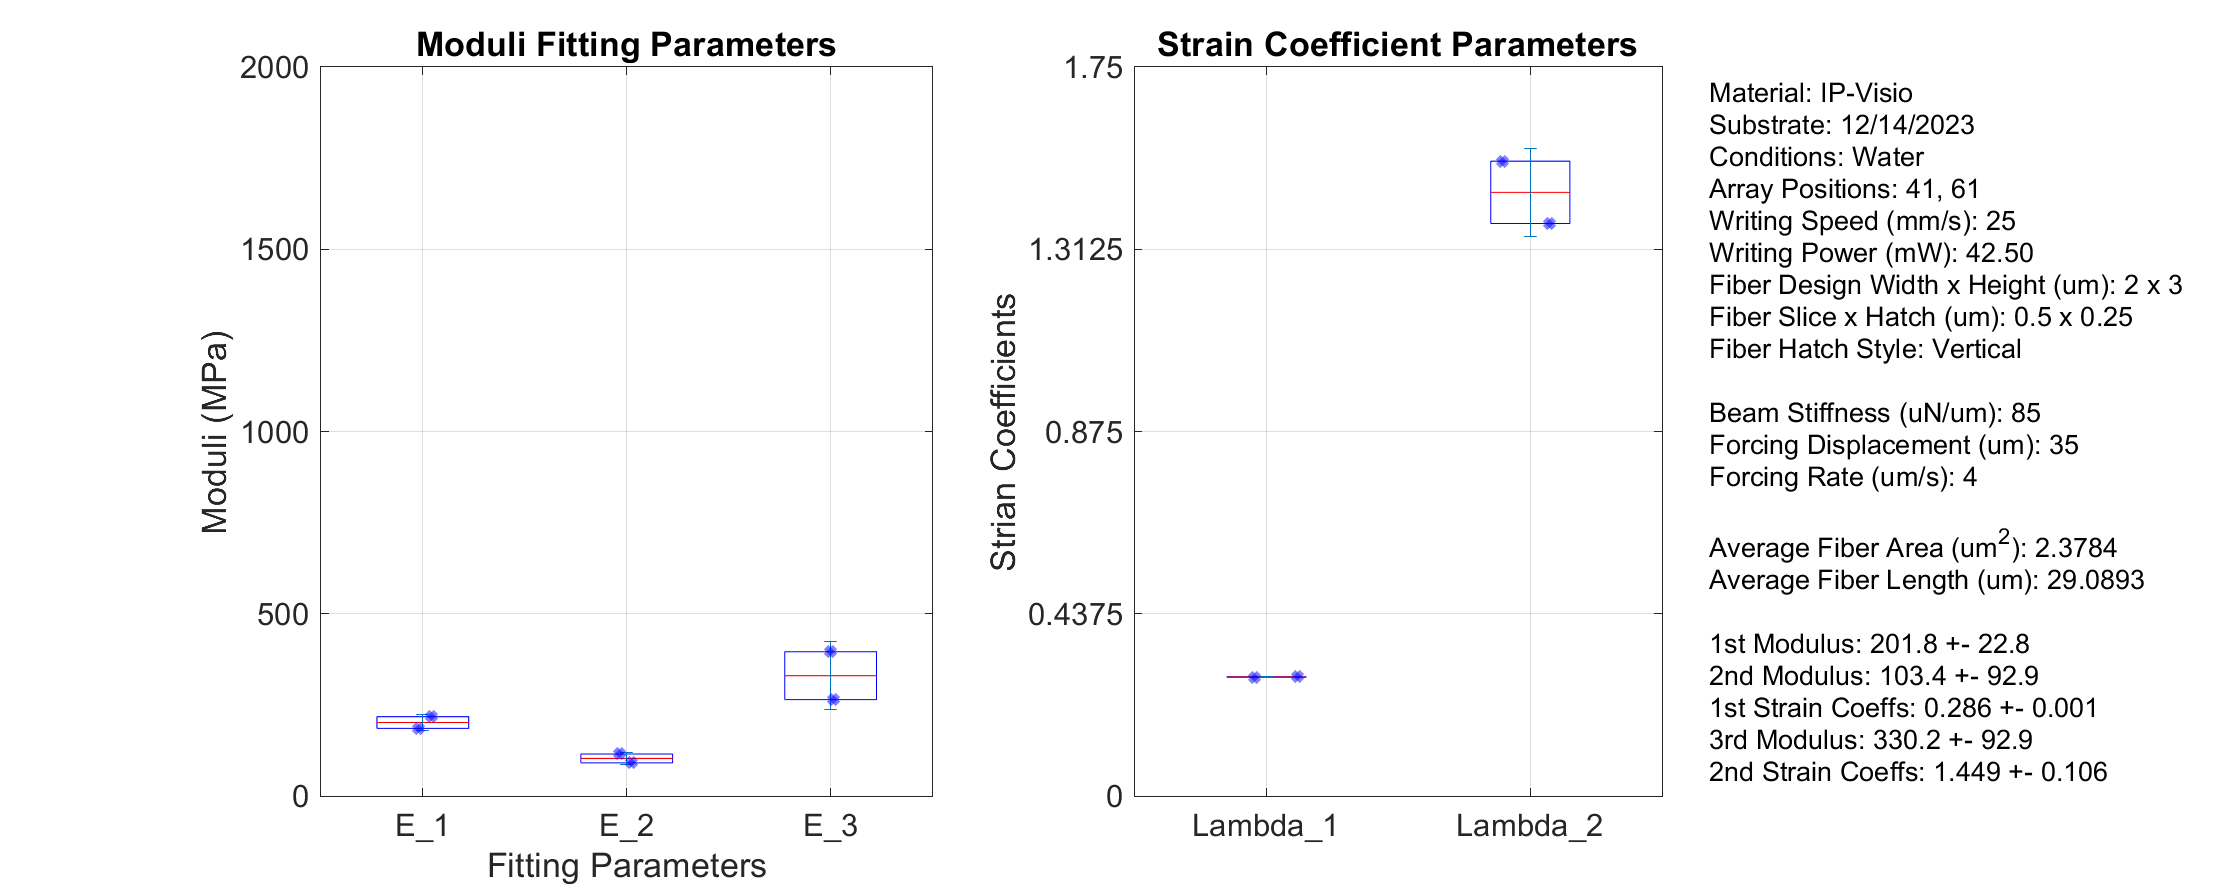 Moduli Fitting Parameters
2000
1500
1000
500
0
Moduli (MPa)
E_1
E_2
E_3
Fitting Parameters
Strain Coefficient Parameters
1.75
1.3125
0.875
0.4375
0
Strian Coefficients
Lambda_1
Lambda_2
Material: IP-Visio
Substrate: 12/14/2023
Conditions: Water
Array Positions: 41, 61
Writing Speed (mm/s): 25
Writing Power (mW): 42.50
Fiber Design Width x Height (um): 2 x 3
Fiber Slice x Hatch (um): 0.5 x 0.25
Fiber Hatch Style: Vertical
Beam Stiffness (uN/um): 85
Forcing Displacement (um): 35
Forcing Rate (um/s): 4
Average Fiber Area (um²): 2.3784
Average Fiber Length (um): 29.0893
1st Modulus: 201.8 +- 22.8
2nd Modulus: 103.4 +- 92.9
1st Strain Coeffs: 0.286 +- 0.001
3rd Modulus: 330.2 +- 92.9
2nd Strain Coeffs: 1.449 +- 0.106